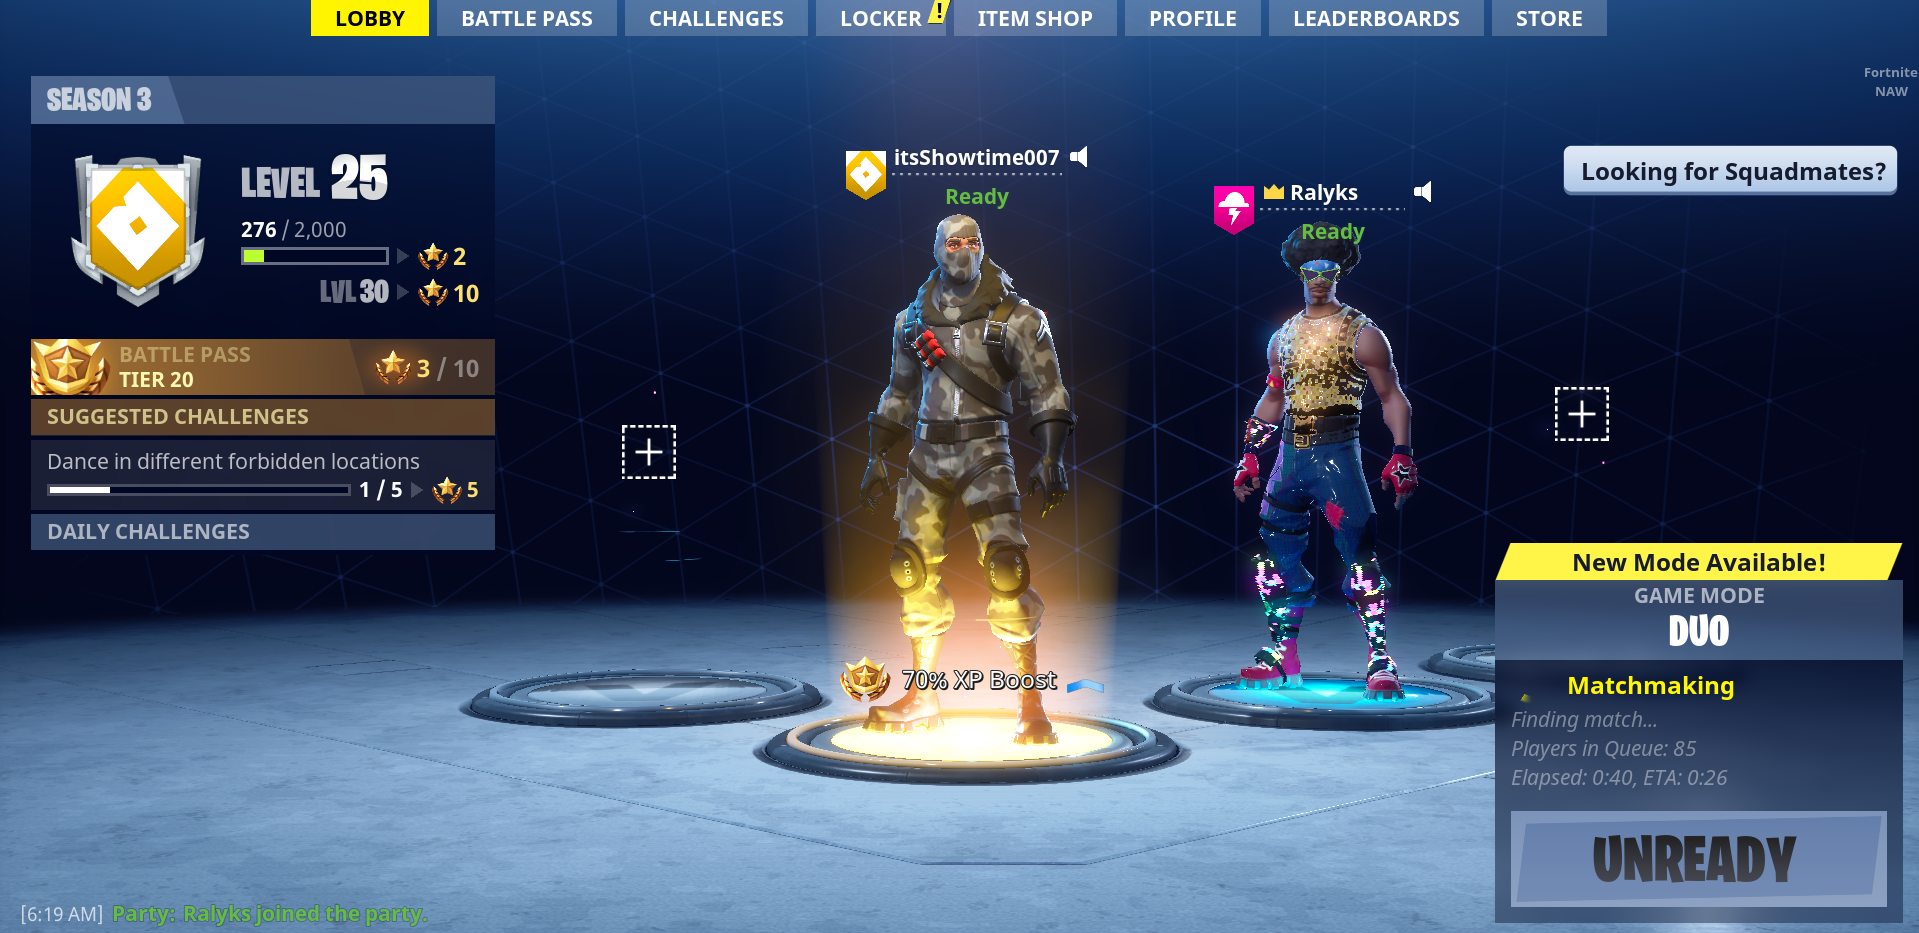 LOBBY
BATTLE PASS
CHALLENGES
LOCKER
!
ITEM SHOP
PROFILE
LEADERBOARDS
STORE
Fortnite
NAW
SEASON 3
LEVEL 25
276 / 2,000
2
LVL 30
10
BATTLE PASS
TIER 20
3 / 10
SUGGESTED CHALLENGES
Dance in different forbidden locations
1 / 5
5
DAILY CHALLENGES
itsShowtime007
Ready
Ralyks
Ready
Looking for Squadmates?
70% XP Boost
New Mode Available!
GAME MODE
DUO
Matchmaking
Finding match...
Players in Queue: 85
Elapsed: 0:40, ETA: 0:26
UNREADY
[6:19 AM] Party: Ralyks joined the party.